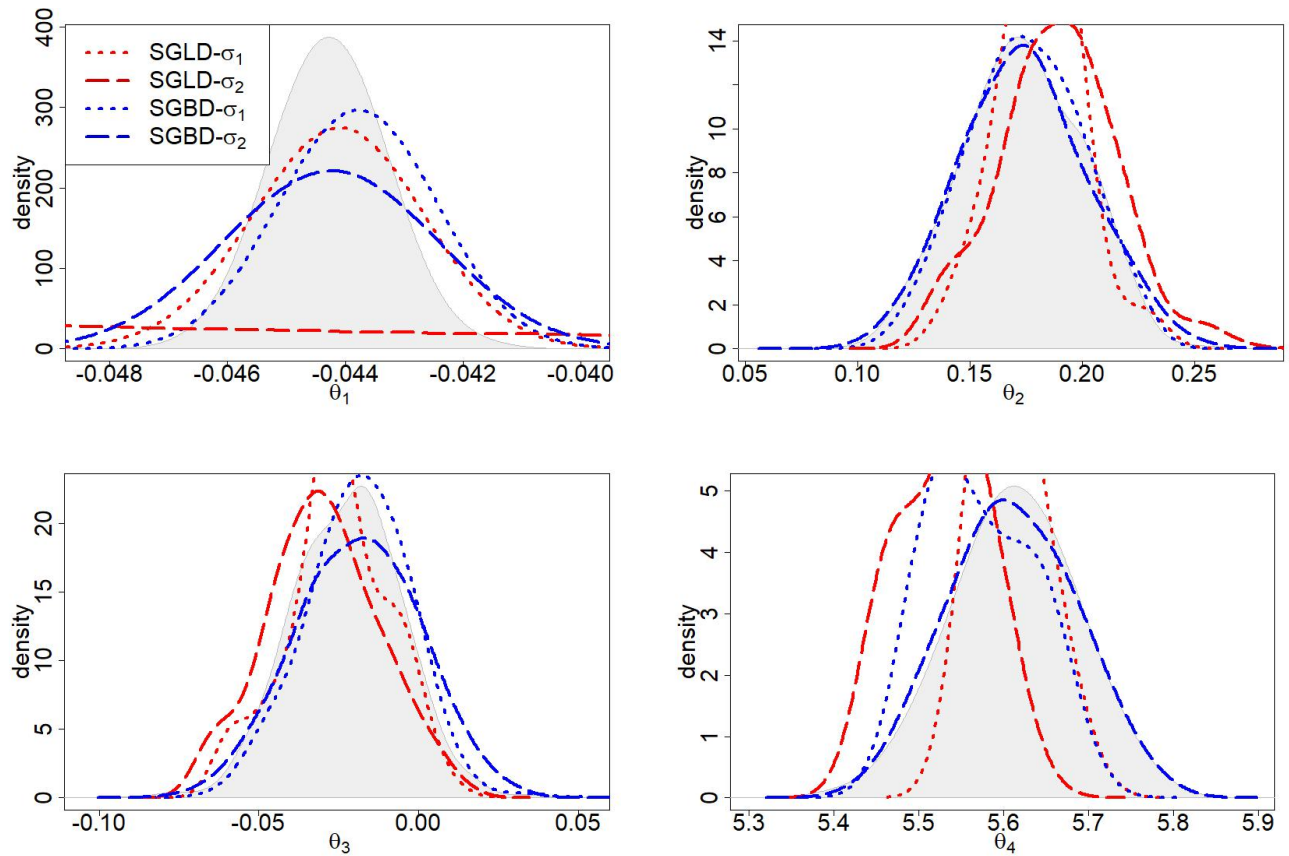 density
400
300
200
100
0
SGLD-σ1
SGLD-σ2
SGBD-σ1
SGBD-σ2
-0.048 -0.046 -0.044 -0.042 -0.040
θ1
density
14
12
10
8
6
4
2
0
0.05 0.10 0.15 0.20 0.25
θ2
density
20
15
10
5
0
-0.10 -0.05 0.00 0.05
θ3
density
5
4
3
2
1
0
5.3 5.4 5.5 5.6 5.7 5.8 5.9
θ4